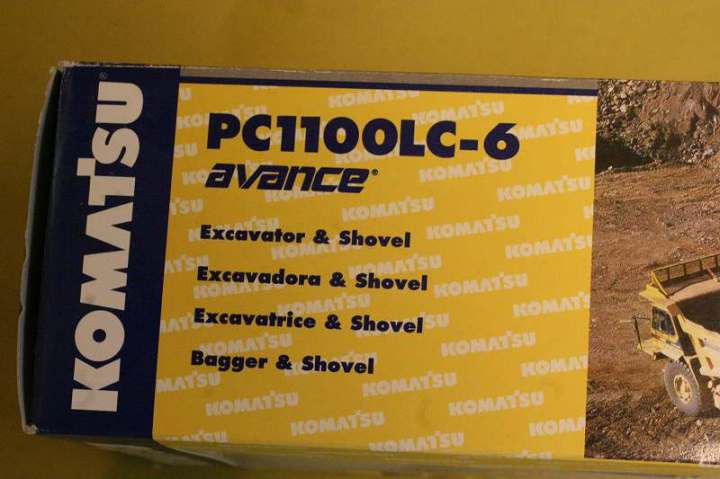 KOMATSU®
PC1100LC-6
avance®
Excavator & Shovel
Excavadora & Shovel
Excavatrice & Shovel
Bagger & Shovel